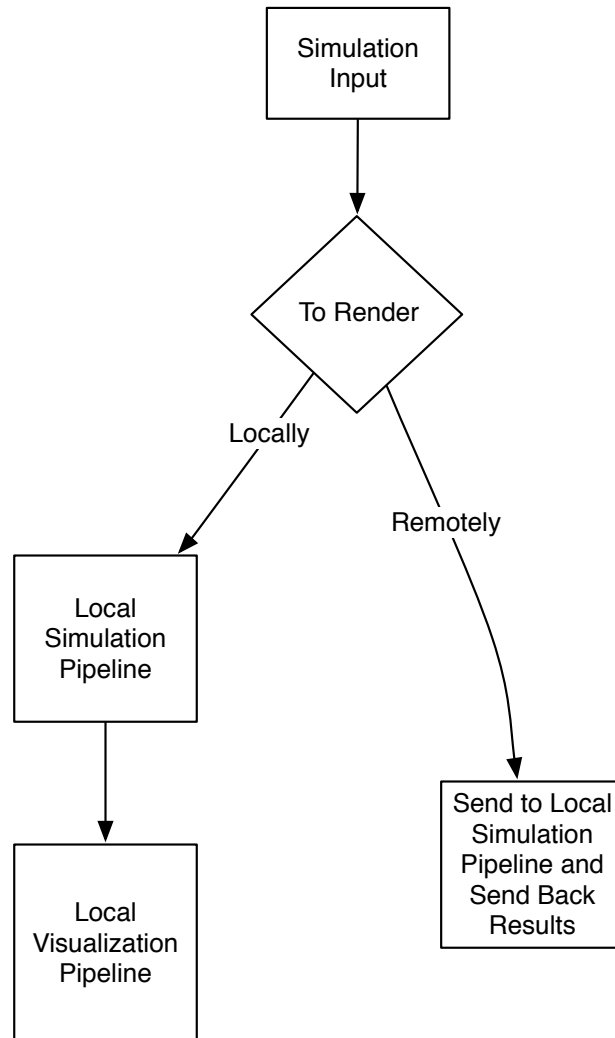 Simulation
Input
To Render
Locally
Remotely
Local
Simulation
Pipeline
Send to Local
Simulation
Pipeline and
Send Back
Results
Local
Visualization
Pipeline